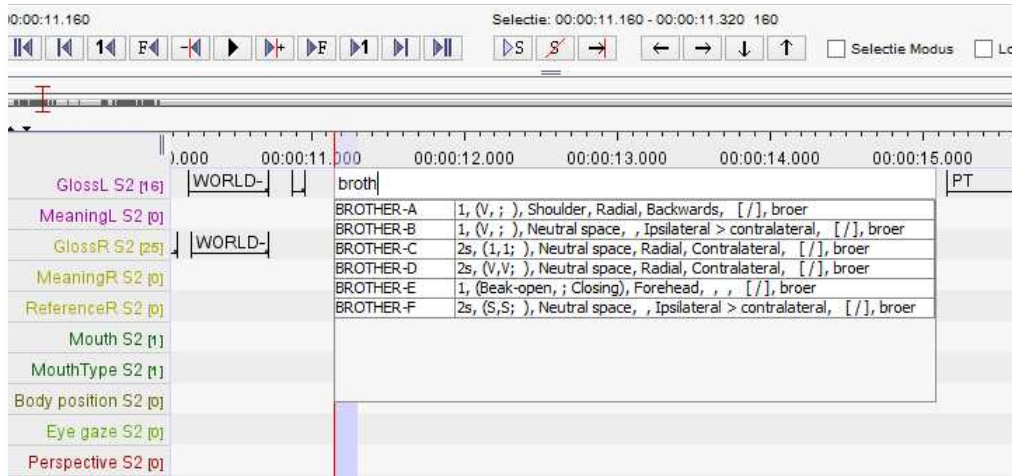 0:00:11.160 Selectie: 00:00:11.160 - 00:00:11.320 160
1 F -+ F 1 S S Selectie Modus Lo
0.000 00:00:11.000 00:00:12.000 00:00:13.000 00:00:14.000 00:00:15.000
GlossL S2 [16] WORLD- broth PT
MeaningL S2 [0] BROTHER-A 1, (V, ; ), Shoulder, Radial, Backwards, [/], broer
BROTHER-B 1, (V, ; ), Neutral space, , Ipsilateral > contralateral, [/], broer
GlossR S2 [25] WORLD- BROTHER-C 2s, (1,1; ), Neutral space, Radial, Contralateral, [/], broer
BROTHER-D 2s, (V,V; ), Neutral space, Radial, Contralateral, [/], broer
MeaningR S2 [0] BROTHER-E 1, (Beak-open, ; Closing), Forehead, , , [/], broer
ReferenceR S2 [0] BROTHER-F 2s, (S,S; ), Neutral space, , Ipsilateral > contralateral, [/], broer
Mouth S2 [1]
MouthType S2 [1]
Body position S2 [0]
Eye gaze S2 [0]
Perspective S2 [0]